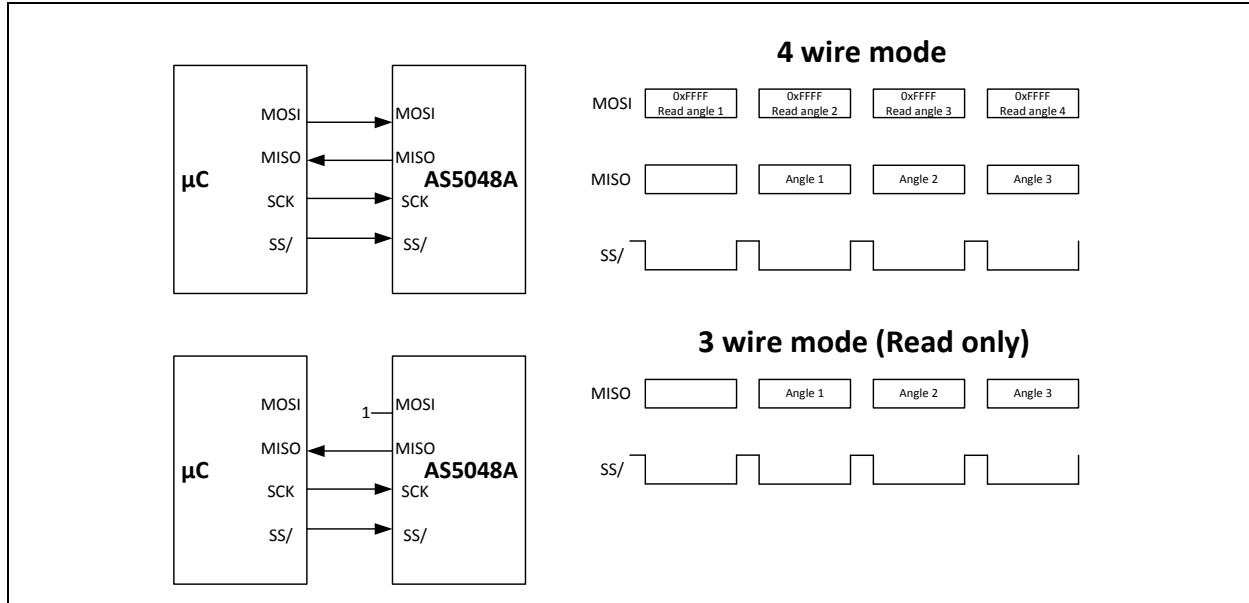 4 wire mode
MOSI
MISO
SCK
SS/
µC
MOSI
MISO
SCK
SS/
AS5048A
MOSI
0xFFFF
Read angle 1
0xFFFF
Read angle 2
0xFFFF
Read angle 3
0xFFFF
Read angle 4
MISO
Angle 1
Angle 2
Angle 3
SS/
3 wire mode (Read only)
MOSI
MISO
SCK
SS/
µC
1
MOSI
MISO
SCK
SS/
AS5048A
MISO
Angle 1
Angle 2
Angle 3
SS/